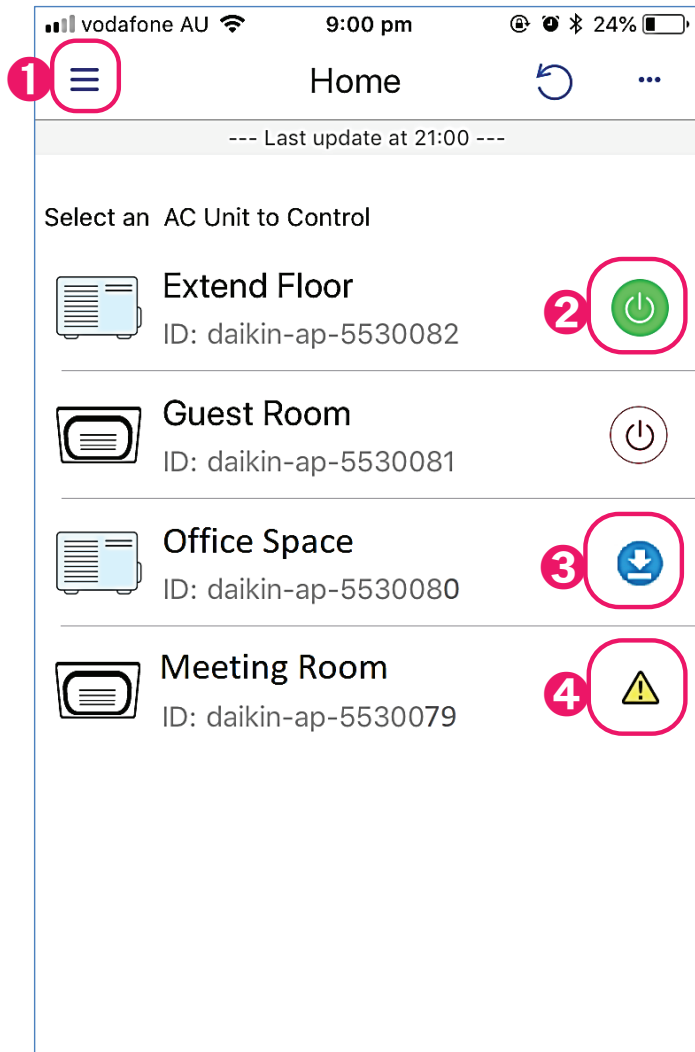 vodafone AU 9:00 pm 24%
1 Home
--- Last update at 21:00 ---
Select an AC Unit to Control
Extend Floor
2
ID: daikin-ap-5530082
Guest Room
ID: daikin-ap-5530081
Office Space
3
ID: daikin-ap-5530080
Meeting Room
4
ID: daikin-ap-5530079